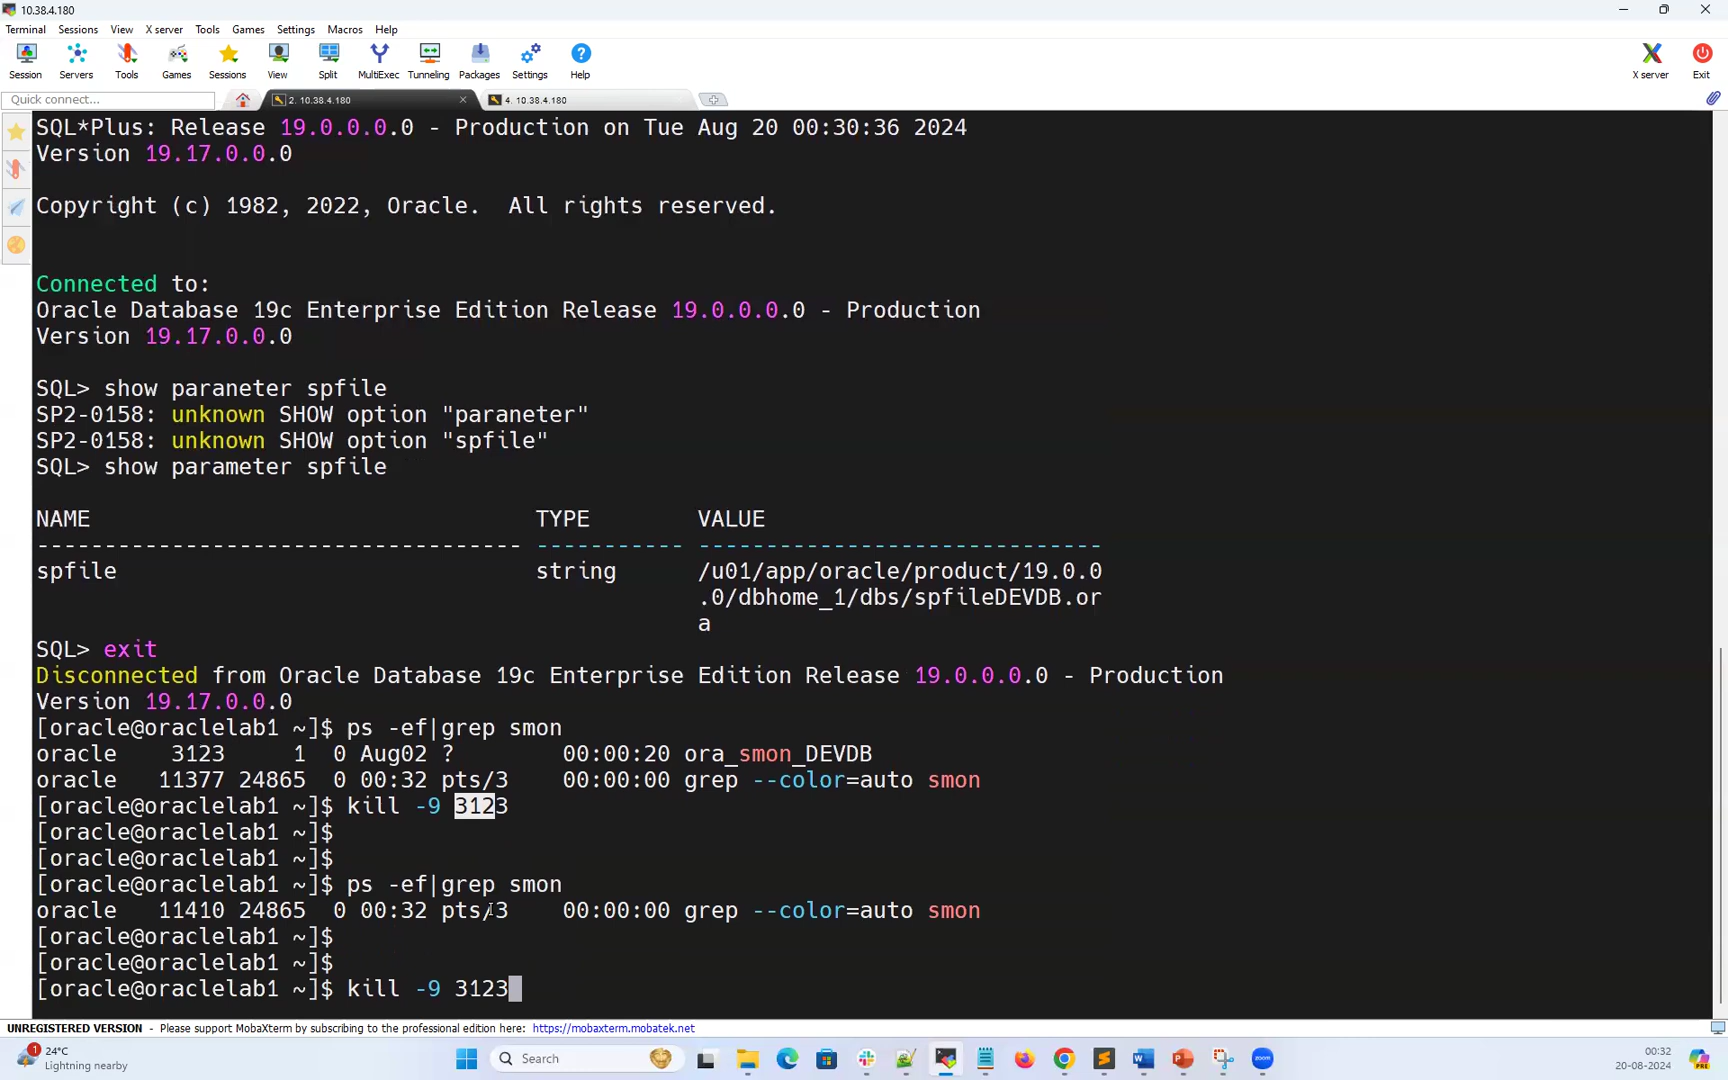 10.38.4.180
Terminal Sessions View X server Tools Games Settings Macros Help
Session Servers Tools Games Sessions View Split MultiExec Tunneling Packages Settings Help X server Exit
Quick connect... 2. 10.38.4.180 4. 10.38.4.180
SQL*Plus: Release 19.0.0.0.0 - Production on Tue Aug 20 00:30:36 2024
Version 19.17.0.0.0
Copyright (c) 1982, 2022, Oracle.  All rights reserved.
Connected to:
Oracle Database 19c Enterprise Edition Release 19.0.0.0.0 - Production
Version 19.17.0.0.0
SQL> show paraneter spfile
SP2-0158: unknown SHOW option "paraneter"
SP2-0158: unknown SHOW option "spfile"
SQL> show parameter spfile
NAME TYPE VALUE
------------------------------------ ----------- ------------------------------
spfile string /u01/app/oracle/product/19.0.0
.0/dbhome_1/dbs/spfileDEVDB.or
a
SQL> exit
Disconnected from Oracle Database 19c Enterprise Edition Release 19.0.0.0.0 - Production
Version 19.17.0.0.0
[oracle@oraclelab1 ~]$ ps -ef|grep smon
oracle 3123 1 0 Aug02 ? 00:00:20 ora_smon_DEVDB
oracle 11377 24865 0 00:32 pts/3 00:00:00 grep --color=auto smon
[oracle@oraclelab1 ~]$ kill -9 3123
[oracle@oraclelab1 ~]$
[oracle@oraclelab1 ~]$
[oracle@oraclelab1 ~]$ ps -ef|grep smon
oracle 11410 24865 0 00:32 pts/3 00:00:00 grep --color=auto smon
[oracle@oraclelab1 ~]$
[oracle@oraclelab1 ~]$
[oracle@oraclelab1 ~]$ kill -9 3123
UNREGISTERED VERSION - Please support MobaXterm by subscribing to the professional edition here: https://mobaxterm.mobatek.net
1 24°C
Lightning nearby
Search
zoom
PRE
00:32
20-08-2024